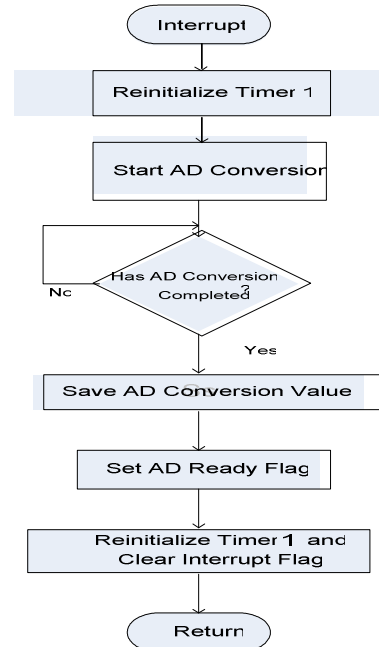 Interrupt
Reinitialize Timer 1
Start AD Conversion
Has AD Conversion
Completed?
No
Yes
Save AD Conversion Value
Set AD Ready Flag
Reinitialize Timer 1 and
Clear Interrupt Flag
Return